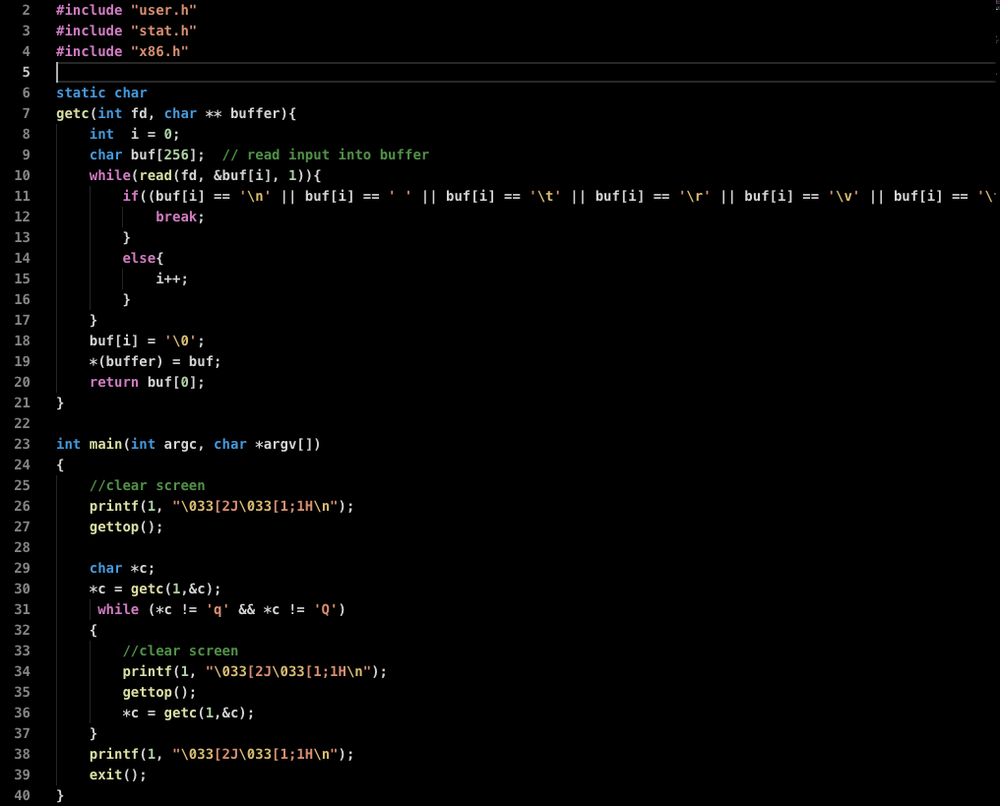 2 #include "user.h"
3 #include "stat.h"
4 #include "x86.h"
5
6 static char
7 getc(int fd, char ** buffer){
8     int  i = 0;
9     char buf[256];  // read input into buffer
10     while(read(fd, &buf[i], 1)){
11         if((buf[i] == '\n' || buf[i] == ' ' || buf[i] == '\t' || buf[i] == '\r' || buf[i] == '\v' || buf[i] == '\
12             break;
13         }
14         else{
15             i++;
16         }
17     }
18     buf[i] = '\0';
19     *(buffer) = buf;
20     return buf[0];
21 }
22
23 int main(int argc, char *argv[])
24 {
25     //clear screen
26     printf(1, "\033[2J\033[1;1H\n");
27     gettop();
28
29     char *c;
30     *c = getc(1,&c);
31      while (*c != 'q' && *c != 'Q')
32     {
33         //clear screen
34         printf(1, "\033[2J\033[1;1H\n");
35         gettop();
36         *c = getc(1,&c);
37     }
38     printf(1, "\033[2J\033[1;1H\n");
39     exit();
40 }